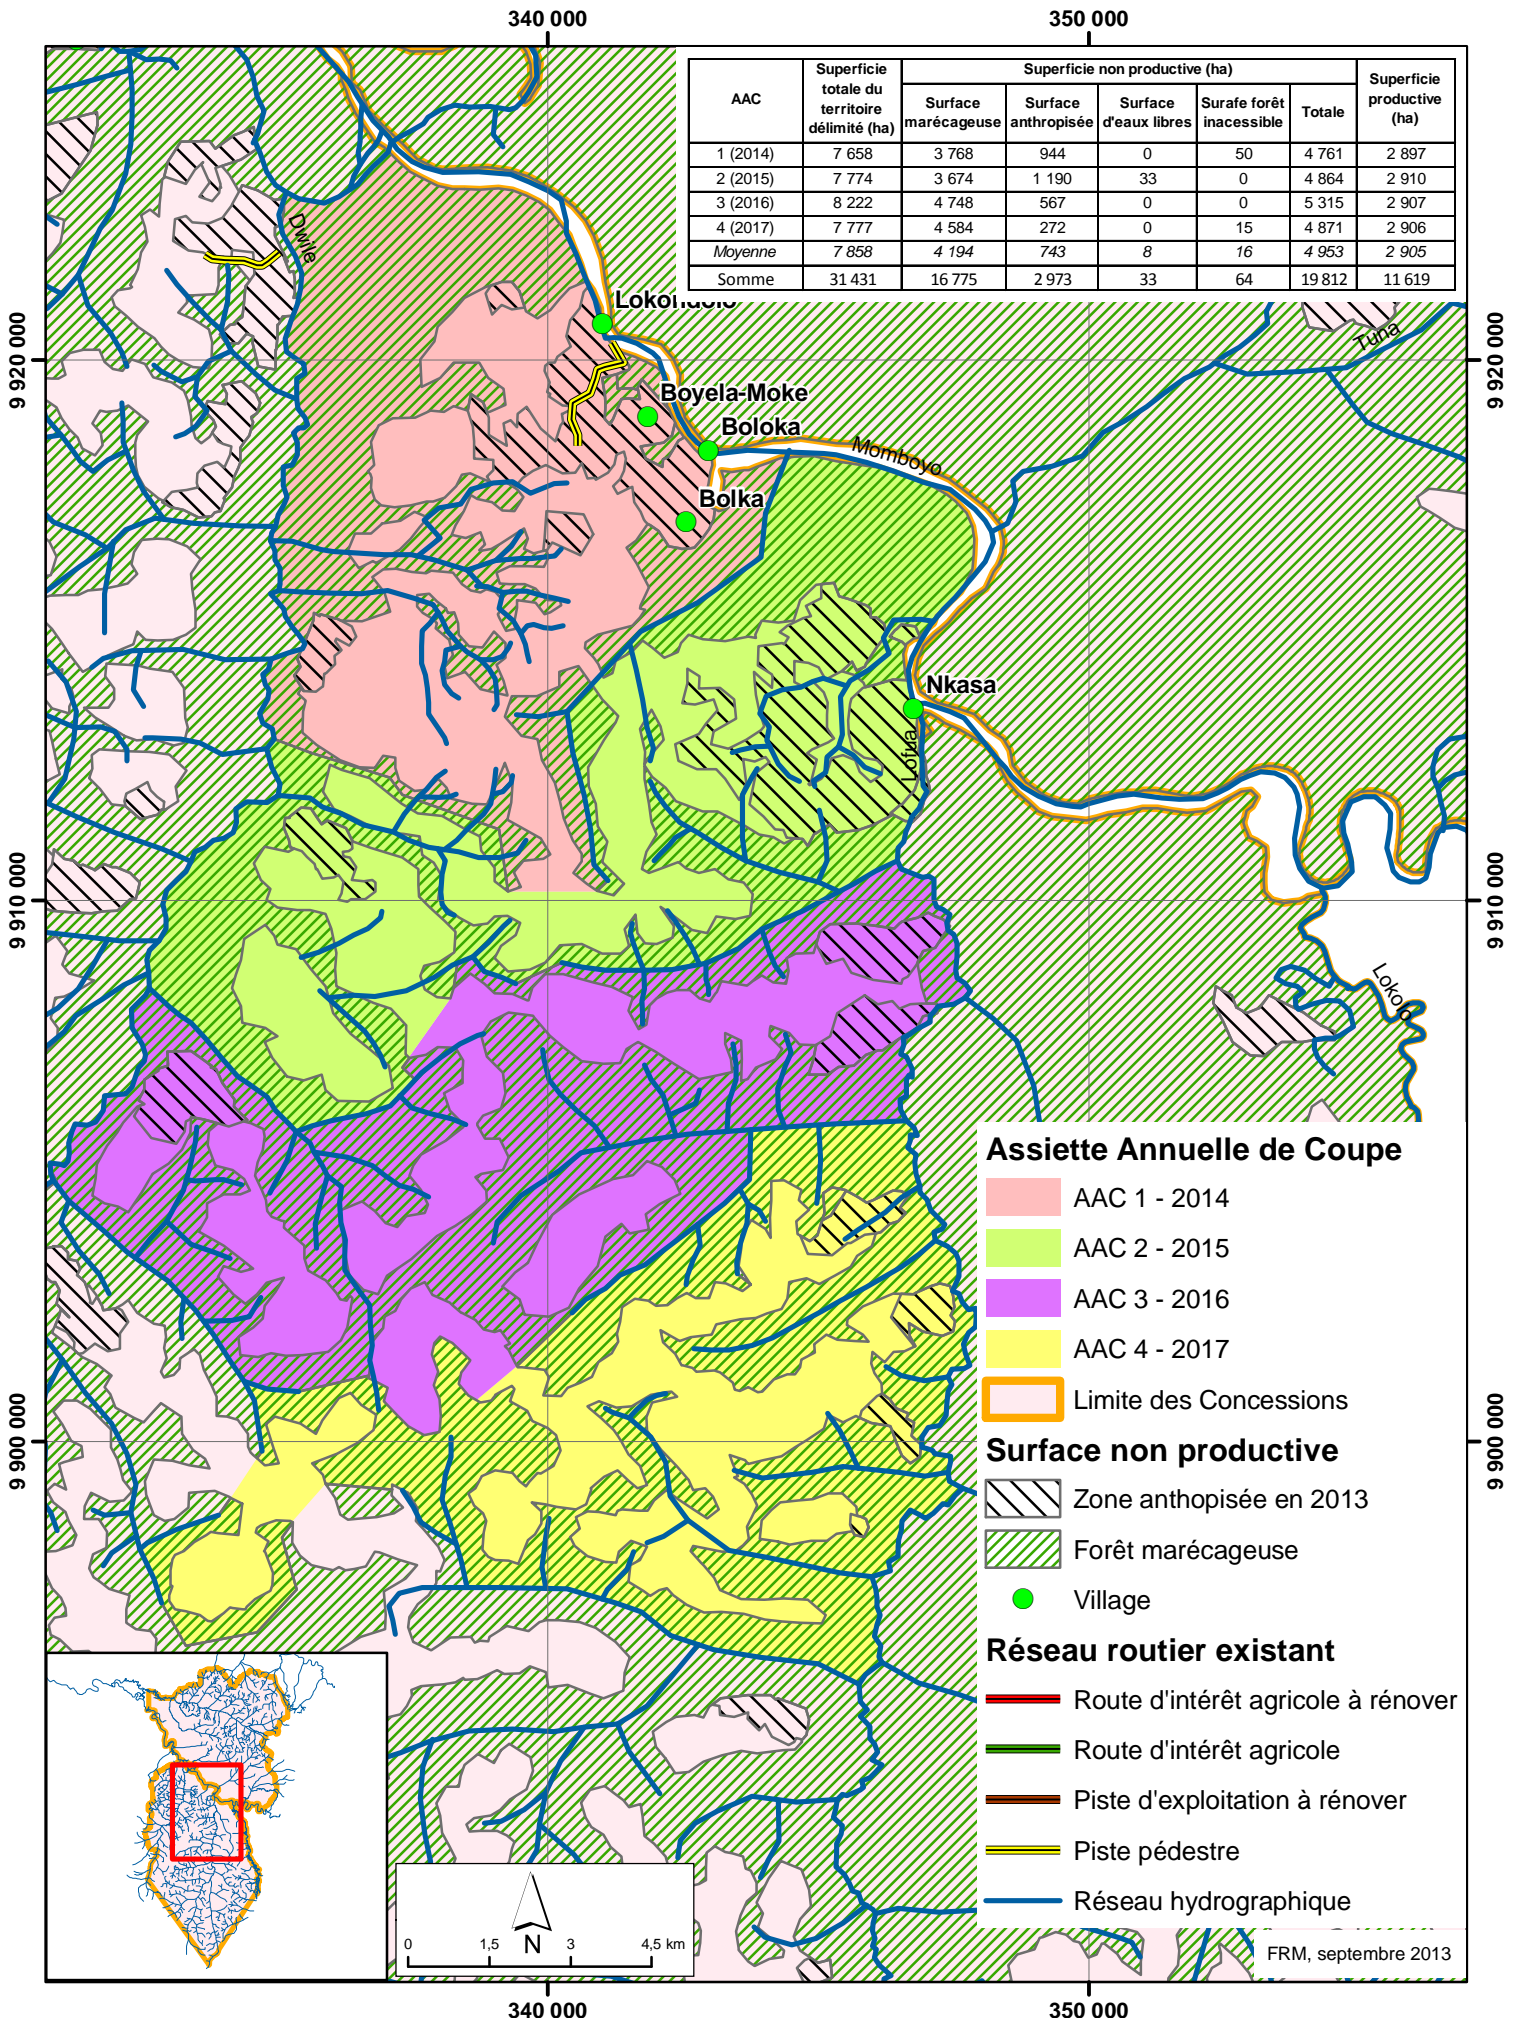 340 000
350 000
AAC
Superficie totale du territoire délimité (ha)
Superficie non productive (ha)
Superficie productive (ha)
Surface marécageuse
Surface anthropisée
Surface d'eaux libres
Surafe forêt inacessible
Totale
1 (2014) 7 658 3 768 944 0 50 4 761 2 897
2 (2015) 7 774 3 674 1 190 33 0 4 864 2 910
3 (2016) 8 222 4 748 567 0 0 5 315 2 907
4 (2017) 7 777 4 584 272 0 15 4 871 2 906
Moyenne 7 858 4 194 743 8 16 4 953 2 905
Somme 31 431 16 775 2 973 33 64 19 812 11 619
Dwile
Tuna
9 920 000
9 920 000
Boyela-Moke
Boloka
Momboyo
Bolka
Nkasa
Lofua
9 910 000
9 910 000
Lokolo
Assiette Annuelle de Coupe
AAC 1 - 2014
AAC 2 - 2015
AAC 3 - 2016
AAC 4 - 2017
Limite des Concessions
9 900 000
9 900 000
Surface non productive
Zone anthopisée en 2013
Forêt marécageuse
Village
Réseau routier existant
Route d'intérêt agricole à rénover
Route d'intérêt agricole
Piste d'exploitation à rénover
Piste pédestre
Réseau hydrographique
0 1,5 3 4,5 km
N
FRM, septembre 2013
340 000
350 000